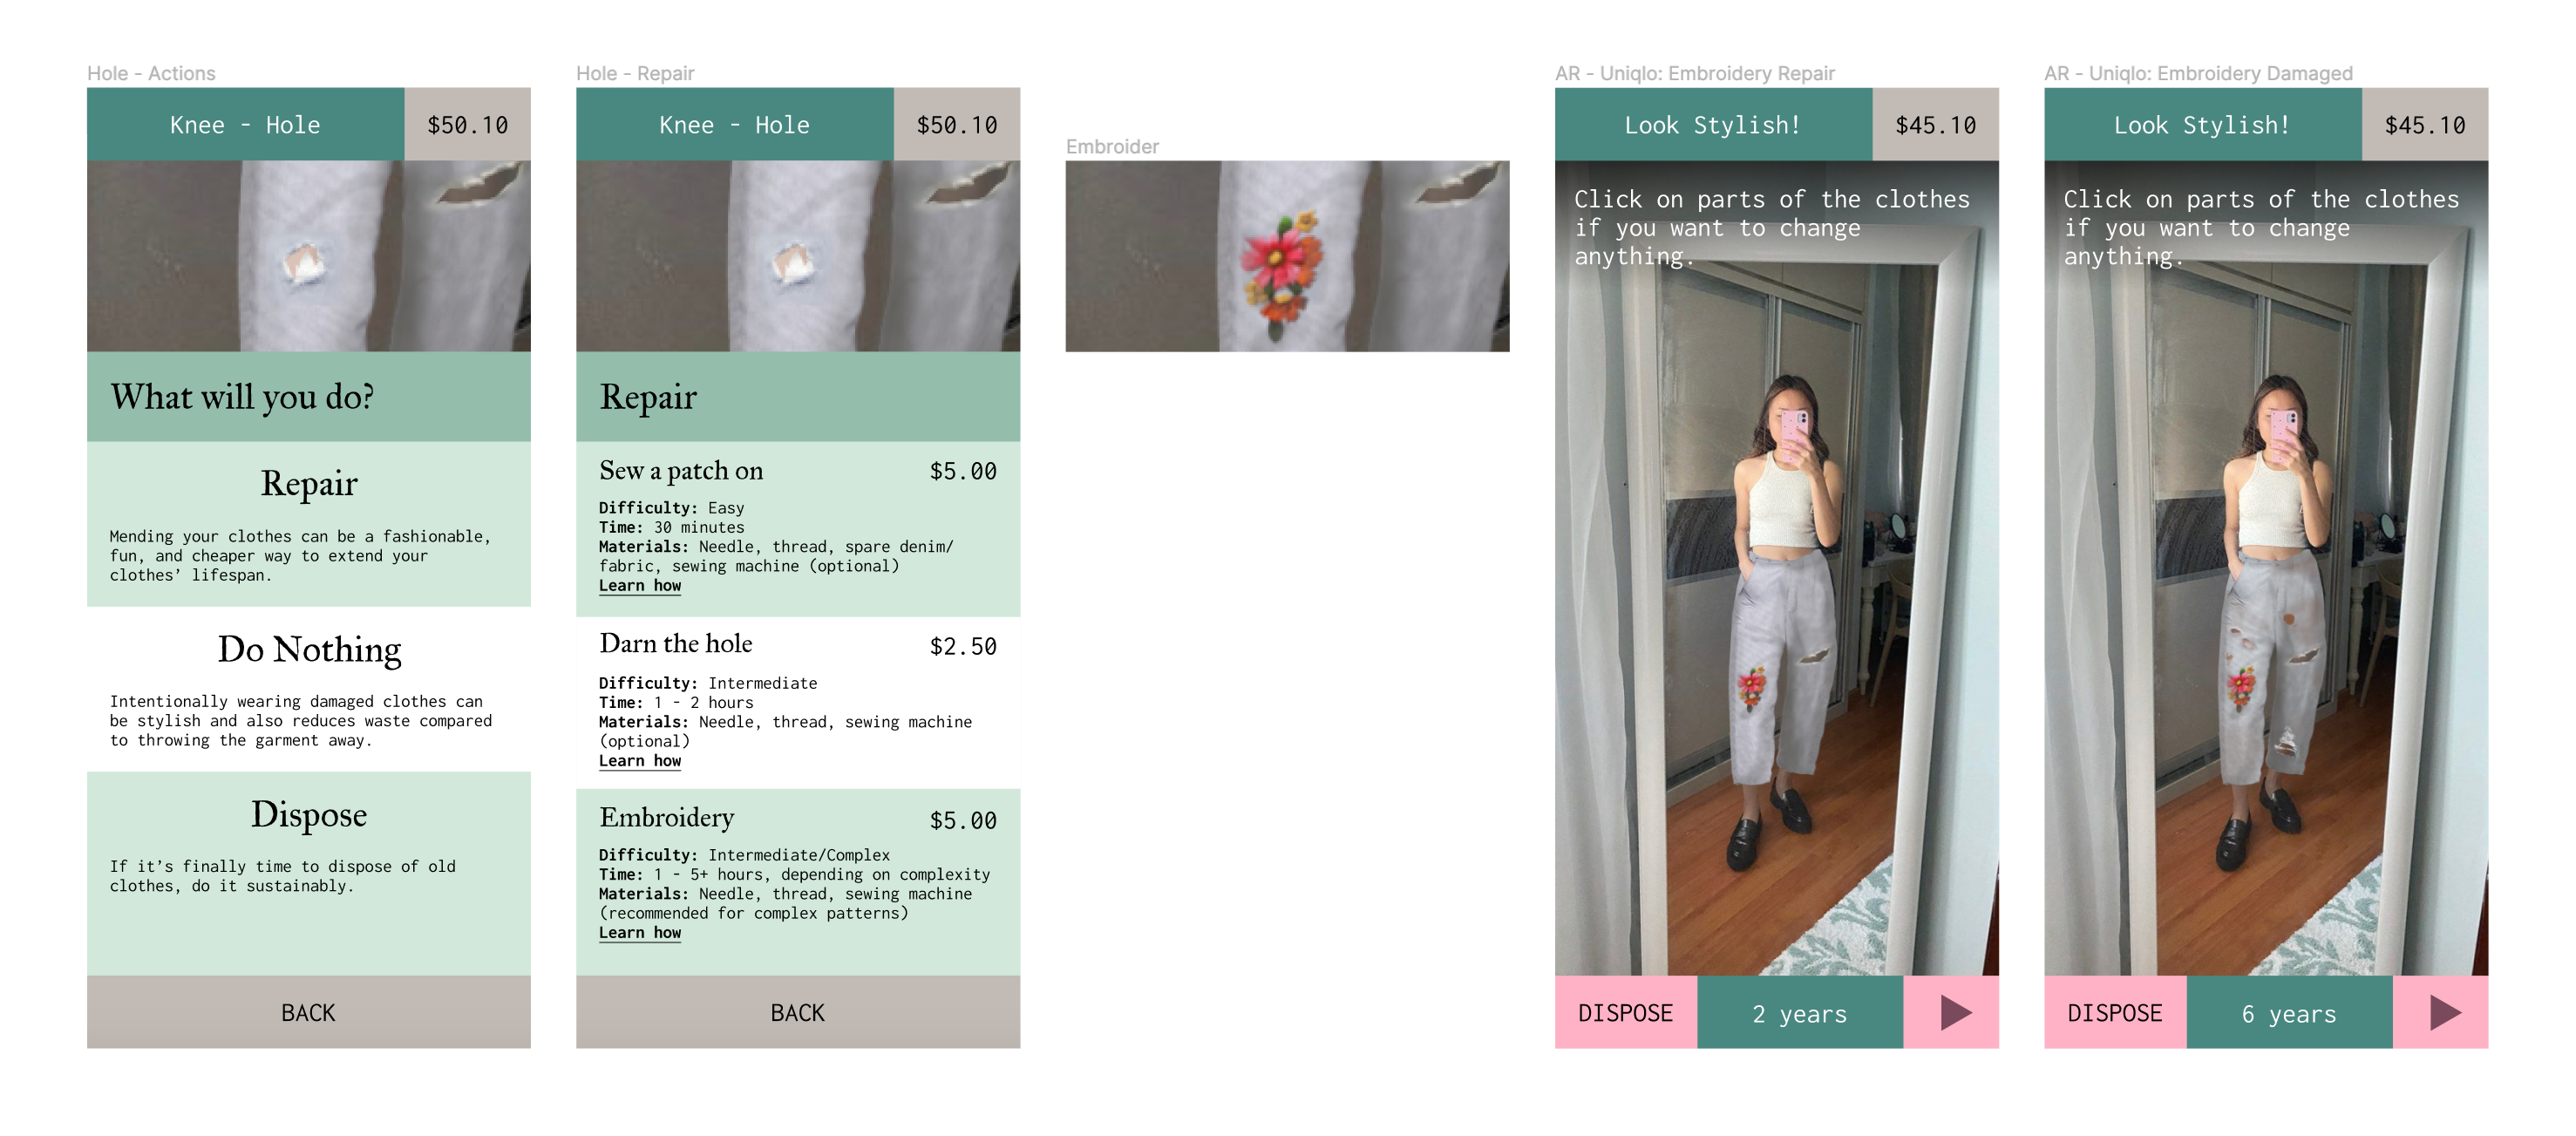 Hole - Actions
Knee - Hole
$50.10
What will you do?
Repair
Mending your clothes can be a fashionable,
fun, and cheaper way to extend your
clothes’ lifespan.
Do Nothing
Intentionally wearing damaged clothes can
be stylish and also reduces waste compared
to throwing the garment away.
Dispose
If it’s finally time to dispose of old
clothes, do it sustainably.
BACK
Hole - Repair
Knee - Hole
$50.10
Repair
Sew a patch on
$5.00
Difficulty: Easy
Time: 30 minutes
Materials: Needle, thread, spare denim/
fabric, sewing machine (optional)
Learn how
Darn the hole
$2.50
Difficulty: Intermediate
Time: 1 - 2 hours
Materials: Needle, thread, sewing machine
(optional)
Learn how
Embroidery
$5.00
Difficulty: Intermediate/Complex
Time: 1 - 5+ hours, depending on complexity
Materials: Needle, thread, sewing machine
(recommended for complex patterns)
Learn how
BACK
Embroider
AR - Uniqlo: Embroidery Repair
Look Stylish!
$45.10
Click on parts of the clothes
if you want to change
anything.
DISPOSE
2 years
AR - Uniqlo: Embroidery Damaged
Look Stylish!
$45.10
Click on parts of the clothes
if you want to change
anything.
DISPOSE
6 years